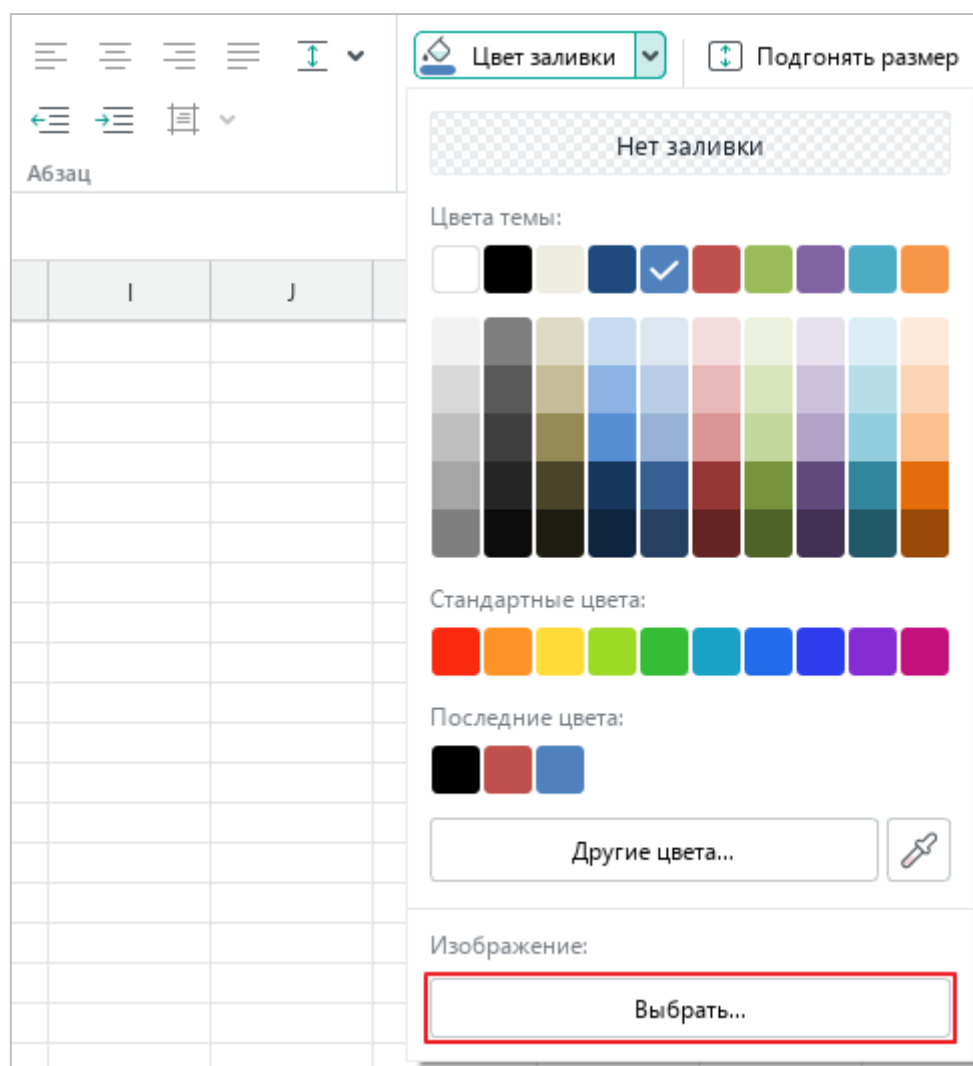 Цвет заливки
Подгонять размер
Абзац
Нет заливки
Цвета темы:
I J
Стандартные цвета:
Последние цвета:
Другие цвета...
Изображение:
Выбрать...